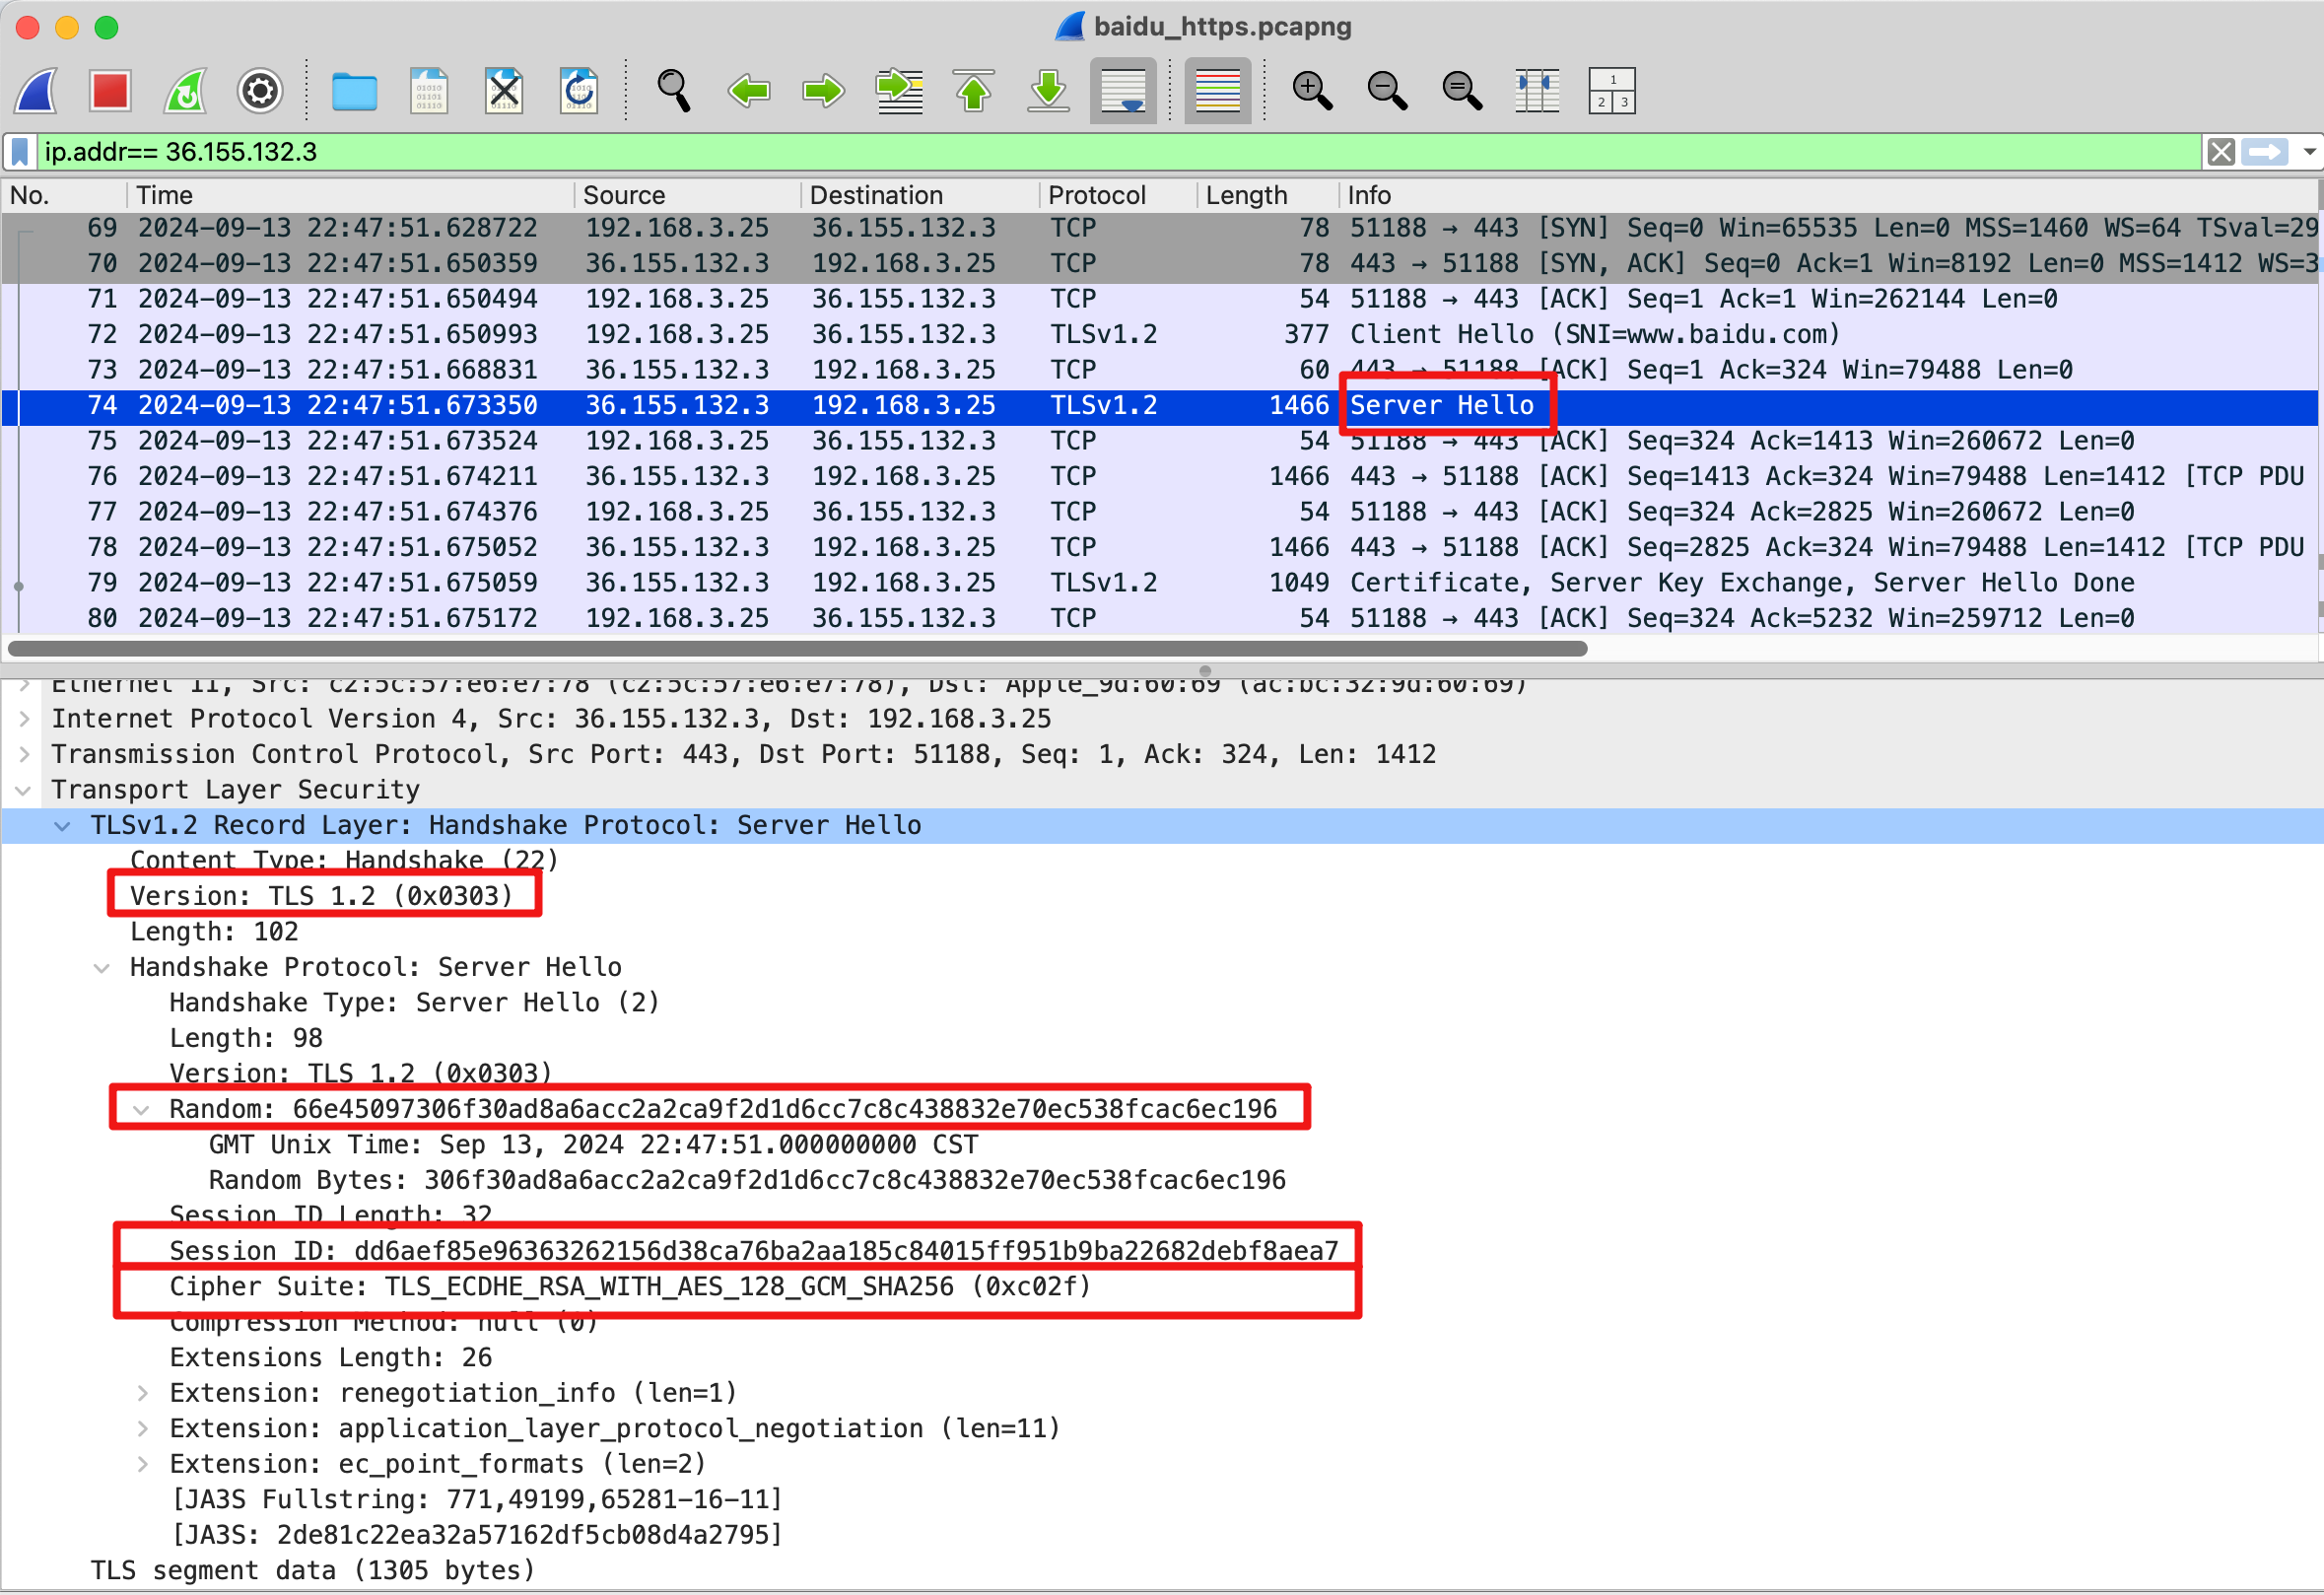 baidu_https.pcapng
ip.addr== 36.155.132.3
No. Time Source Destination Protocol Length Info
69 2024-09-13 22:47:51.628722 192.168.3.25 36.155.132.3 TCP 78 51188 → 443 [SYN] Seq=0 Win=65535 Len=0 MSS=1460 WS=64 TSval=29
70 2024-09-13 22:47:51.650359 36.155.132.3 192.168.3.25 TCP 78 443 → 51188 [SYN, ACK] Seq=0 Ack=1 Win=8192 Len=0 MSS=1412 WS=3
71 2024-09-13 22:47:51.650494 192.168.3.25 36.155.132.3 TCP 54 51188 → 443 [ACK] Seq=1 Ack=1 Win=262144 Len=0
72 2024-09-13 22:47:51.650993 192.168.3.25 36.155.132.3 TLSv1.2 377 Client Hello (SNI=www.baidu.com)
73 2024-09-13 22:47:51.668831 36.155.132.3 192.168.3.25 TCP 60 443 → 51188 [ACK] Seq=1 Ack=324 Win=79488 Len=0
74 2024-09-13 22:47:51.673350 36.155.132.3 192.168.3.25 TLSv1.2 1466 Server Hello
75 2024-09-13 22:47:51.673524 192.168.3.25 36.155.132.3 TCP 54 51188 → 443 [ACK] Seq=324 Ack=1413 Win=260672 Len=0
76 2024-09-13 22:47:51.674211 36.155.132.3 192.168.3.25 TCP 1466 443 → 51188 [ACK] Seq=1413 Ack=324 Win=79488 Len=1412 [TCP PDU
77 2024-09-13 22:47:51.674376 192.168.3.25 36.155.132.3 TCP 54 51188 → 443 [ACK] Seq=324 Ack=2825 Win=260672 Len=0
78 2024-09-13 22:47:51.675052 36.155.132.3 192.168.3.25 TCP 1466 443 → 51188 [ACK] Seq=2825 Ack=324 Win=79488 Len=1412 [TCP PDU
79 2024-09-13 22:47:51.675059 36.155.132.3 192.168.3.25 TLSv1.2 1049 Certificate, Server Key Exchange, Server Hello Done
80 2024-09-13 22:47:51.675172 192.168.3.25 36.155.132.3 TCP 54 51188 → 443 [ACK] Seq=324 Ack=5232 Win=259712 Len=0
Ethernet II, Src: c2:5c:57:e6:e7:78 (c2:5c:57:e6:e7:78), Dst: Apple_9d:60:69 (ac:bc:32:9d:60:69)
Internet Protocol Version 4, Src: 36.155.132.3, Dst: 192.168.3.25
Transmission Control Protocol, Src Port: 443, Dst Port: 51188, Seq: 1, Ack: 324, Len: 1412
Transport Layer Security
TLSv1.2 Record Layer: Handshake Protocol: Server Hello
Content Type: Handshake (22)
Version: TLS 1.2 (0x0303)
Length: 102
Handshake Protocol: Server Hello
Handshake Type: Server Hello (2)
Length: 98
Version: TLS 1.2 (0x0303)
Random: 66e45097306f30ad8a6acc2a2ca9f2d1d6cc7c8c438832e70ec538fcac6ec196
GMT Unix Time: Sep 13, 2024 22:47:51.000000000 CST
Random Bytes: 306f30ad8a6acc2a2ca9f2d1d6cc7c8c438832e70ec538fcac6ec196
Session ID Length: 32
Session ID: dd6aef85e96363262156d38ca76ba2aa185c84015ff951b9ba22682debf8aea7
Cipher Suite: TLS_ECDHE_RSA_WITH_AES_128_GCM_SHA256 (0xc02f)
Compression Method: null (0)
Extensions Length: 26
Extension: renegotiation_info (len=1)
Extension: application_layer_protocol_negotiation (len=11)
Extension: ec_point_formats (len=2)
[JA3S Fullstring: 771,49199,65281-16-11]
[JA3S: 2de81c22ea32a57162df5cb08d4a2795]
TLS segment data (1305 bytes)